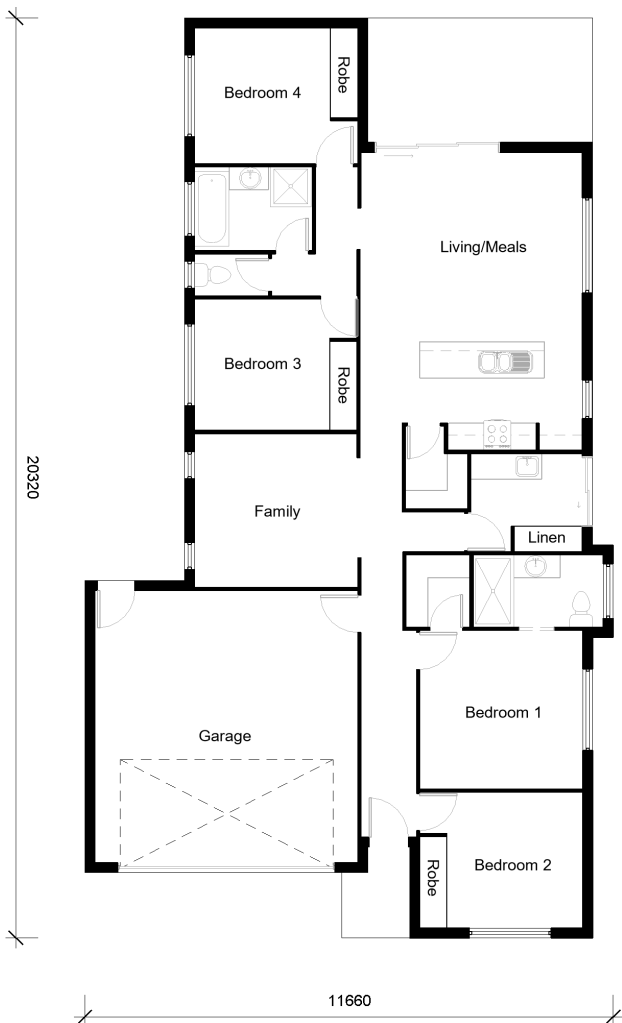 Robe
Bedroom 4
Living/Meals
Bedroom 3
Robe
20320
Family
Linen
Bedroom 1
Garage
Bedroom 2
Robe
11660